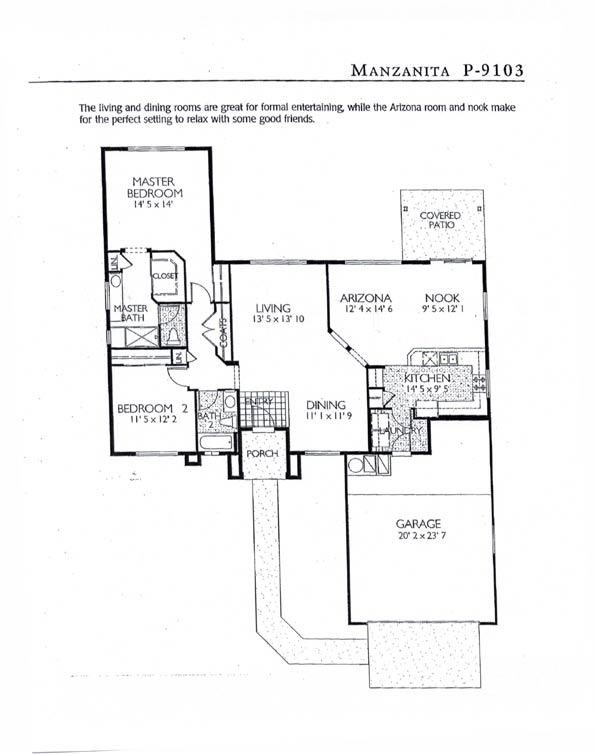 MANZANITA P-9103
The living and dining rooms are great for formal entertaining, while the Arizona room and nook make
for the perfect setting to relax with some good friends.
MASTER
BEDROOM
14' 5 x 14'
COVERED
PATIO
LIN.
CLOSET
MASTER
BATH
COATS
LIVING
13' 5 x 13' 10
ARIZONA
12' 4 x 14' 6
NOOK
9' 5 x 12' 1
LIN.
KITCHEN
14' 5 x 9' 5
BEDROOM 2
11' 5 x 12' 2
BATH
2
ENTRY
DINING
11' 1 x 11' 9
LAUNDRY
PORCH
GARAGE
20' 2 x 23' 7